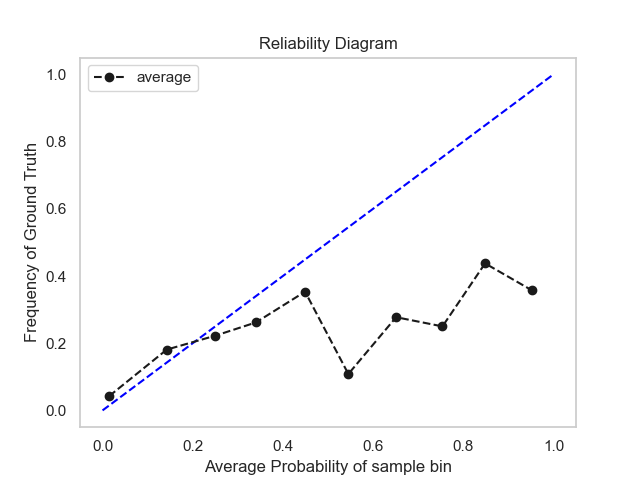 Reliability Diagram
average
Frequency of Ground Truth
1.0
0.8
0.6
0.4
0.2
0.0
0.0 0.2 0.4 0.6 0.8 1.0
Average Probability of sample bin